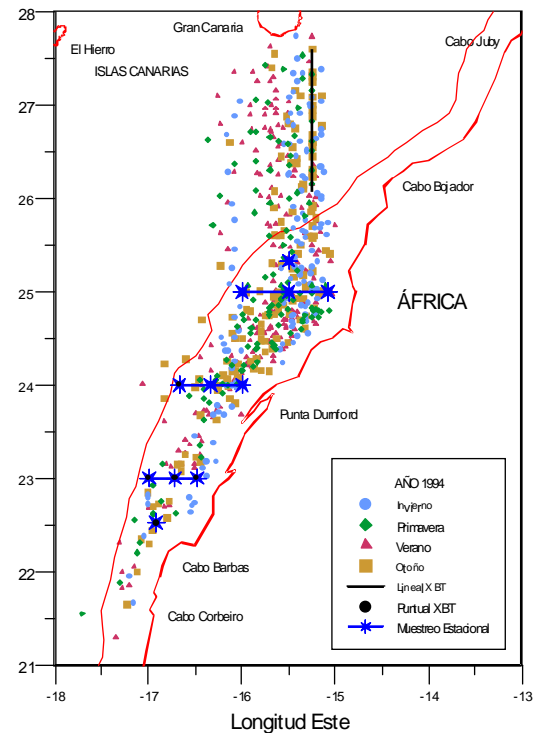 28
27
26
25
24
23
22
21
Gran Canaria
El Hierro
ISLAS CANARIAS
Cabo Juby
Cabo Bojador
ÁFRICA
Punta Durnford
Cabo Barbas
Cabo Corbeiro
AÑO 1994
Invierno
Primavera
Verano
Otoño
Lineal XBT
Puntual XBT
Muestreo Estacional
-18 -17 -16 -15 -14 -13
Longitud Este